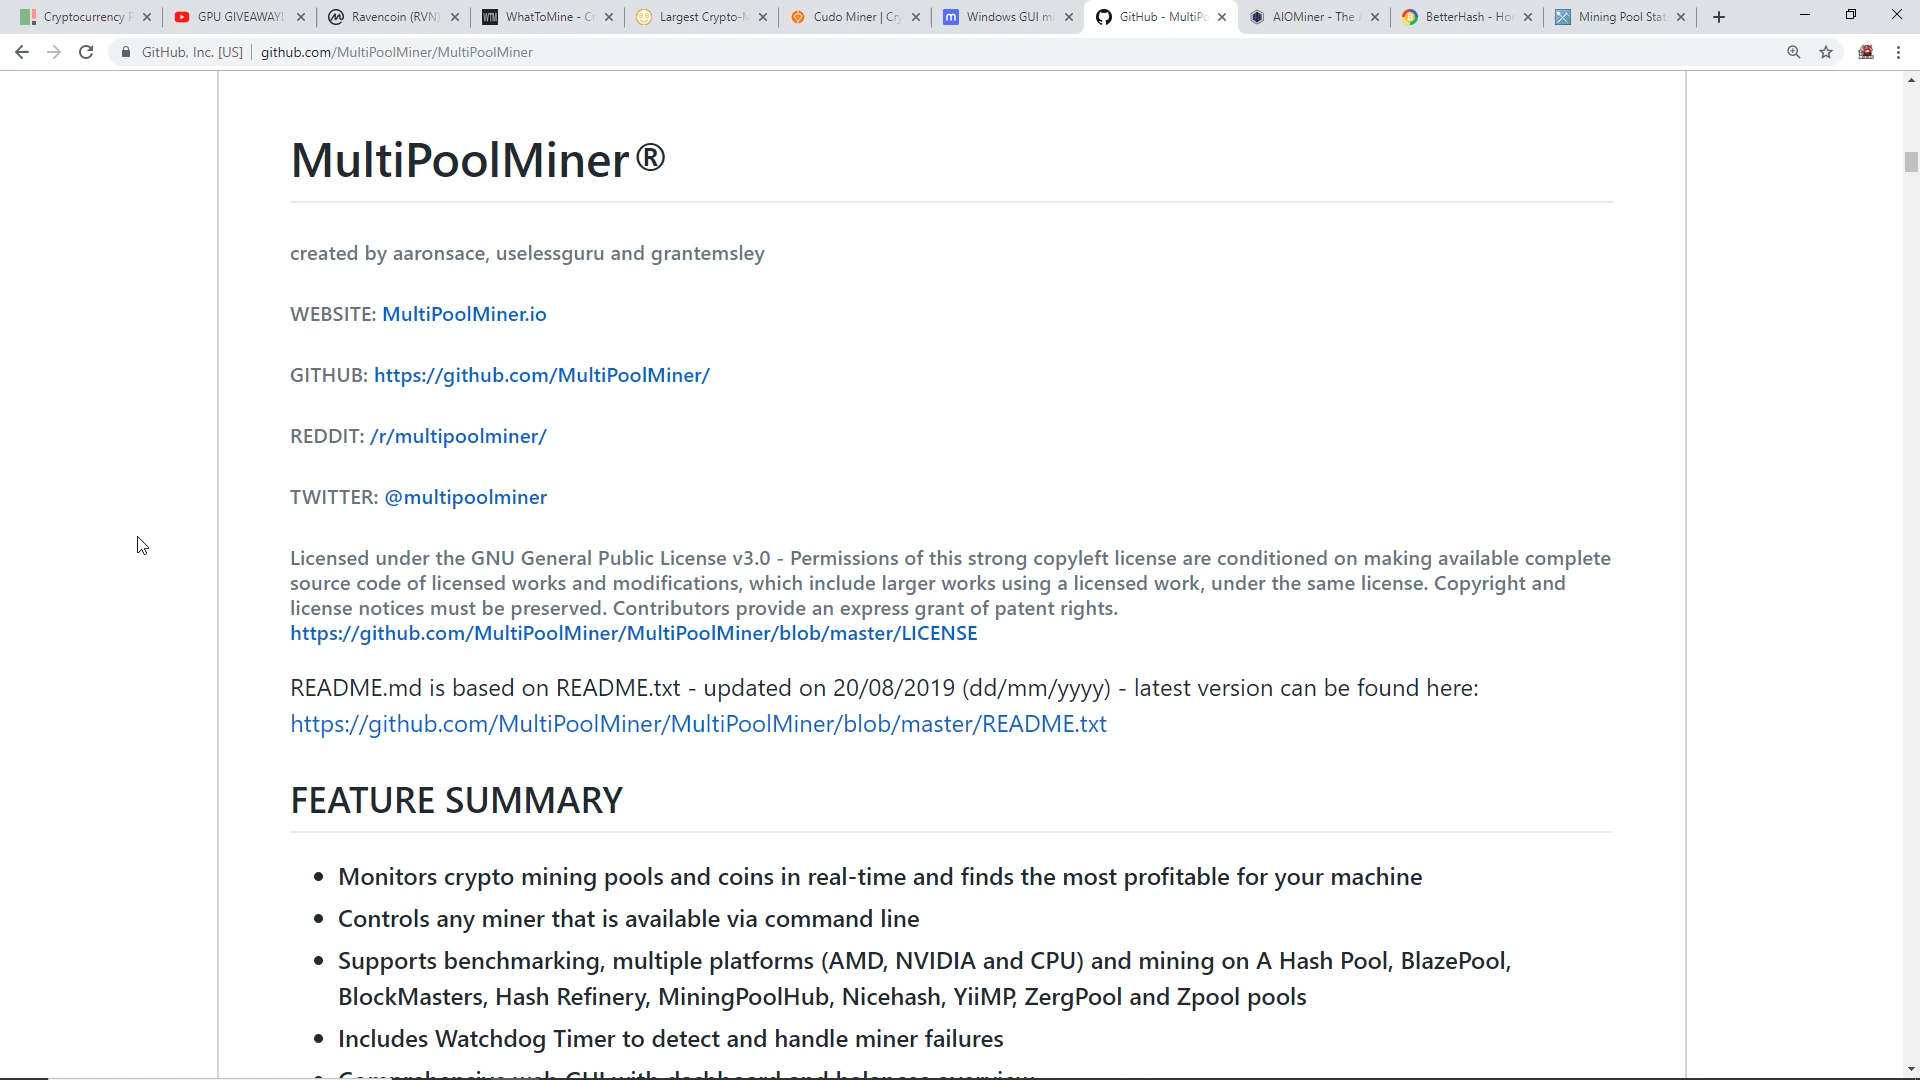 Cryptocurrency
GPU GIVEAWAY!
Ravencoin (RVN)
WhatToMine - C
Largest Crypto-
Cudo Miner | Cr
Windows GUI mi
GitHub - MultiPo
AIOMiner - The
BetterHash - Ho
Mining Pool Stat
GitHub, Inc. [US] | github.com/MultiPoolMiner/MultiPoolMiner
MultiPoolMiner®
created by aaronsace, uselessguru and grantemsley
WEBSITE: MultiPoolMiner.io
GITHUB: https://github.com/MultiPoolMiner/
REDDIT: /r/multipoolminer/
TWITTER: @multipoolminer
Licensed under the GNU General Public License v3.0 - Permissions of this strong copyleft license are conditioned on making available complete
source code of licensed works and modifications, which include larger works using a licensed work, under the same license. Copyright and
license notices must be preserved. Contributors provide an express grant of patent rights.
https://github.com/MultiPoolMiner/MultiPoolMiner/blob/master/LICENSE
README.md is based on README.txt - updated on 20/08/2019 (dd/mm/yyyy) - latest version can be found here:
https://github.com/MultiPoolMiner/MultiPoolMiner/blob/master/README.txt
FEATURE SUMMARY
• Monitors crypto mining pools and coins in real-time and finds the most profitable for your machine
• Controls any miner that is available via command line
• Supports benchmarking, multiple platforms (AMD, NVIDIA and CPU) and mining on A Hash Pool, BlazePool,
BlockMasters, Hash Refinery, MiningPoolHub, Nicehash, YiiMP, ZergPool and Zpool pools
• Includes Watchdog Timer to detect and handle miner failures
• Comprehensive web GUI with dashboard and balances overview